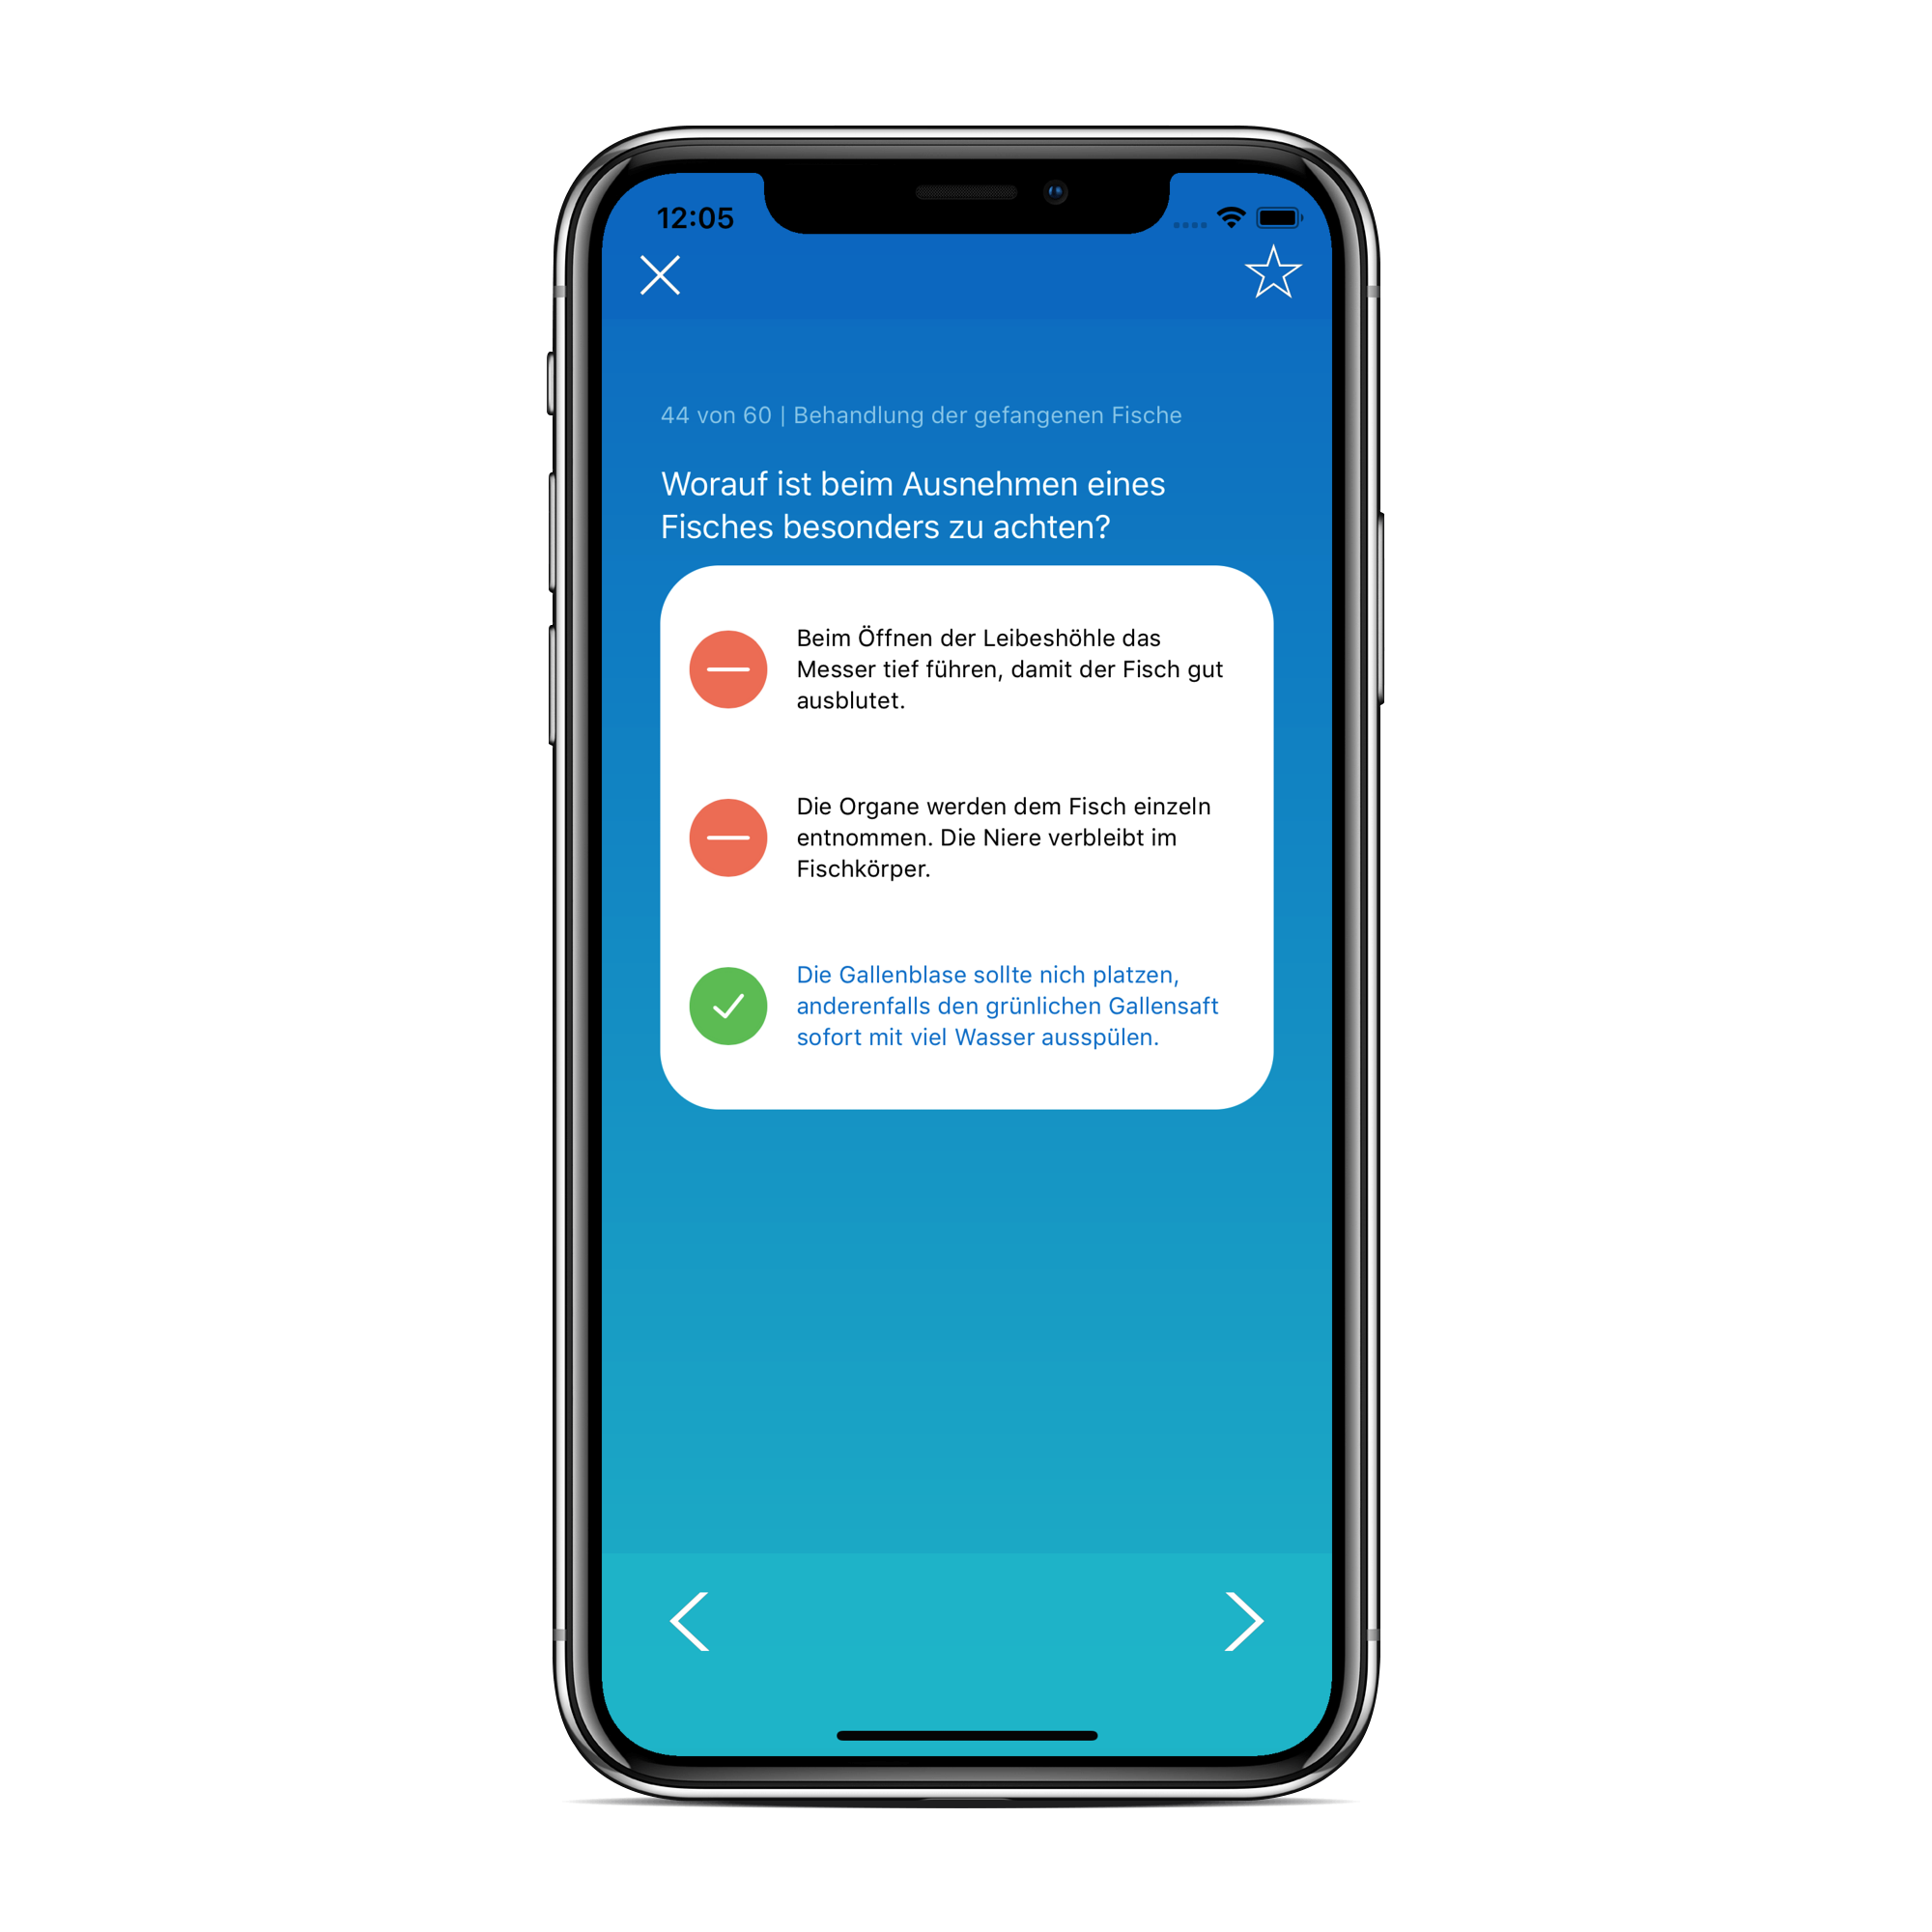 12:05
44 von 60 | Behandlung der gefangenen Fische
Worauf ist beim Ausnehmen eines
Fisches besonders zu achten?
Beim Öffnen der Leibeshöhle das
Messer tief führen, damit der Fisch gut
ausblutet.
Die Organe werden dem Fisch einzeln
entnommen. Die Niere verbleibt im
Fischkörper.
Die Gallenblase sollte nich platzen,
anderenfalls den grünlichen Gallensaft
sofort mit viel Wasser ausspülen.